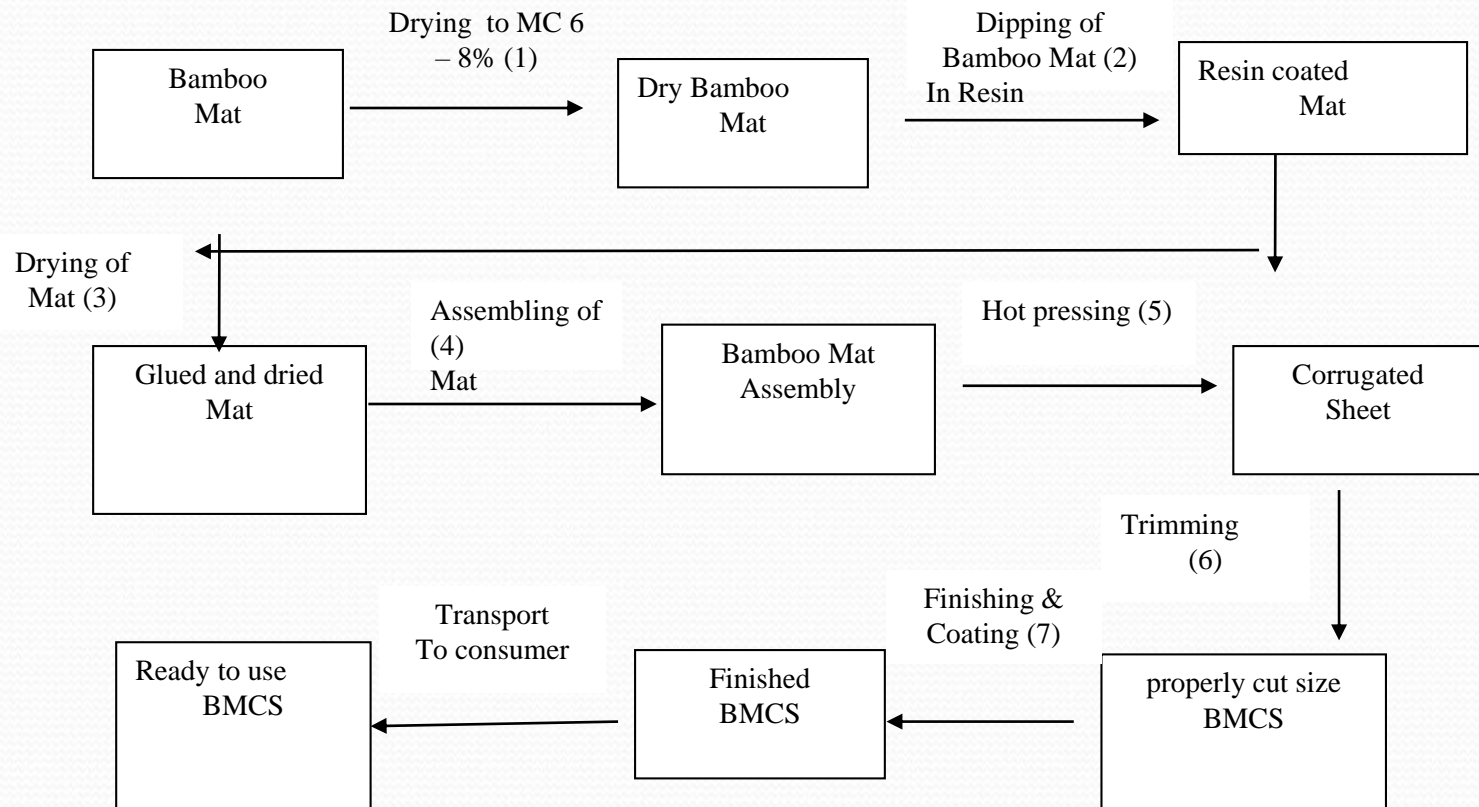 Bamboo
Mat
Drying to MC 6
– 8% (1)
Dry Bamboo
Mat
Dipping of
Bamboo Mat (2)
In Resin
Resin coated
Mat
Drying of
Mat (3)
Glued and dried
Mat
Assembling of
(4)
Mat
Bamboo Mat
Assembly
Hot pressing (5)
Corrugated
Sheet
Trimming
(6)
properly cut size
BMCS
Finishing &
Coating (7)
Finished
BMCS
Transport
To consumer
Ready to use
BMCS